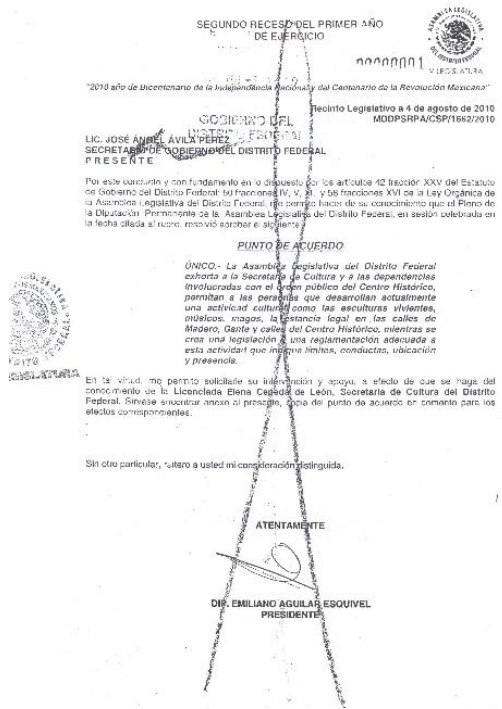 SEGUNDO RECESO DEL PRIMER AÑO
DE EJERCICIO
ASAMBLEA LEGISLATIVA
DEL DISTRITO FEDERAL
00000001
V LEGISLATURA
"2010 año de Bicentenario de la Independencia Nacional y del Centenario de la Revolución Mexicana"
Recinto Legislativo a 4 de agosto de 2010
MDDPSRPA/CSP/1662/2010
GOBIERNO DEL
DISTRITO FEDERAL
LIC. JOSÉ ÁNGEL ÁVILA PÉREZ
SECRETARIO DE GOBIERNO DEL DISTRITO FEDERAL
P R E S E N T E
Por este conducto y con fundamento en lo dispuesto por los artículos 42 fracción XXV del Estatuto
de Gobierno del Distrito Federal; 50 fracciones IV, V, y 58 fracciones XVI de la Ley Orgánica de
la Asamblea Legislativa del Distrito Federal, me permito hacer de su conocimiento que el Pleno de
la Diputación Permanente de la Asamblea Legislativa del Distrito Federal, en sesión celebrada en
la fecha citada al rubro, resolvió aprobar el siguiente:
PUNTO DE ACUERDO
ÚNICO.- La Asamblea Legislativa del Distrito Federal
exhorta a la Secretaría de Cultura y a las dependencias
involucradas con el orden público del Centro Histórico,
permitan a las personas que desarrollan actualmente
una actividad cultural como las esculturas vivientes,
músicos, magos, la estancia legal en las calles de
Madero, Gante y calles del Centro Histórico, mientras se
crea una legislación y una reglamentación adecuada a
esta actividad que indique límites, conductas, ubicación
y presencia.
LEGISLATURA
En tal virtud, me permito solicitarle su intervención y apoyo, a efecto de que se haga del
conocimiento de la Licenciada Elena Cepeda de León, Secretaria de Cultura del Distrito
Federal. Sírvase encontrar anexo al presente, copia del punto de acuerdo en comento para los
efectos correspondientes.
Sin otro particular, reitero a usted mi consideración distinguida.
ATENTAMENTE
DIP. EMILIANO AGUILAR ESQUIVEL
PRESIDENTE